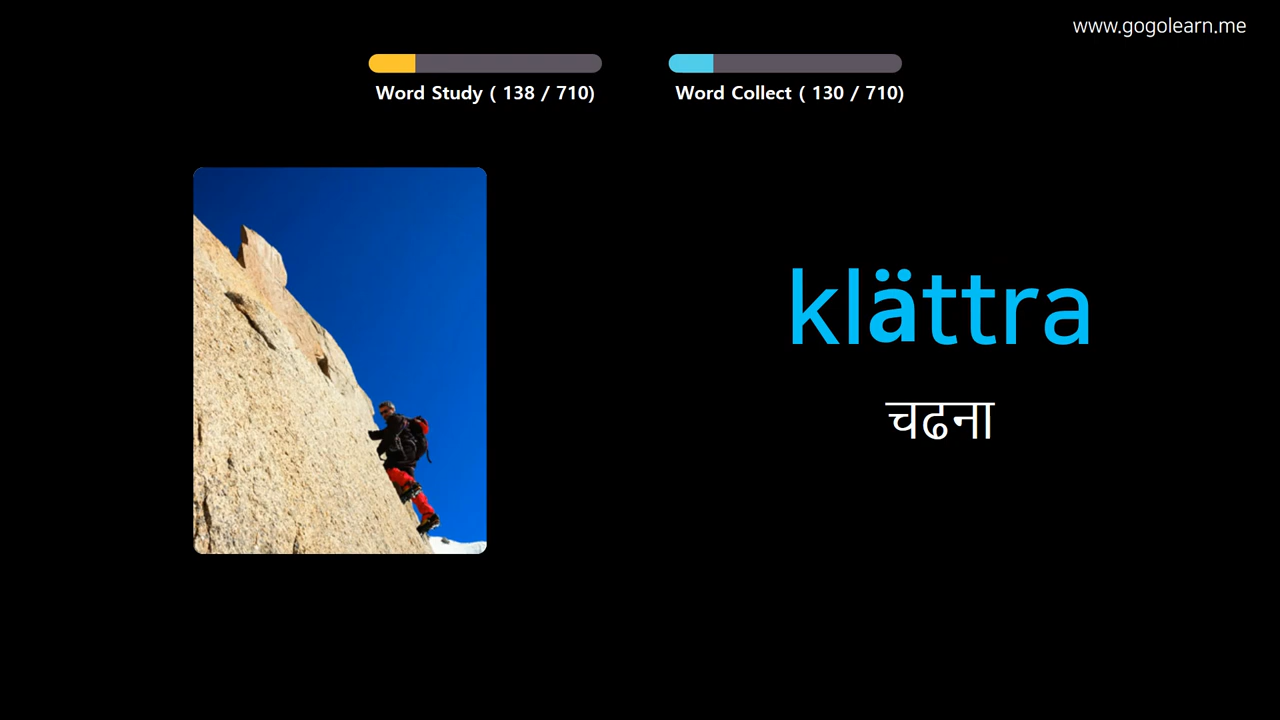 www.gogolearn.me
Word Study ( 138 / 710)
Word Collect ( 130 / 710)
klättra
चढना